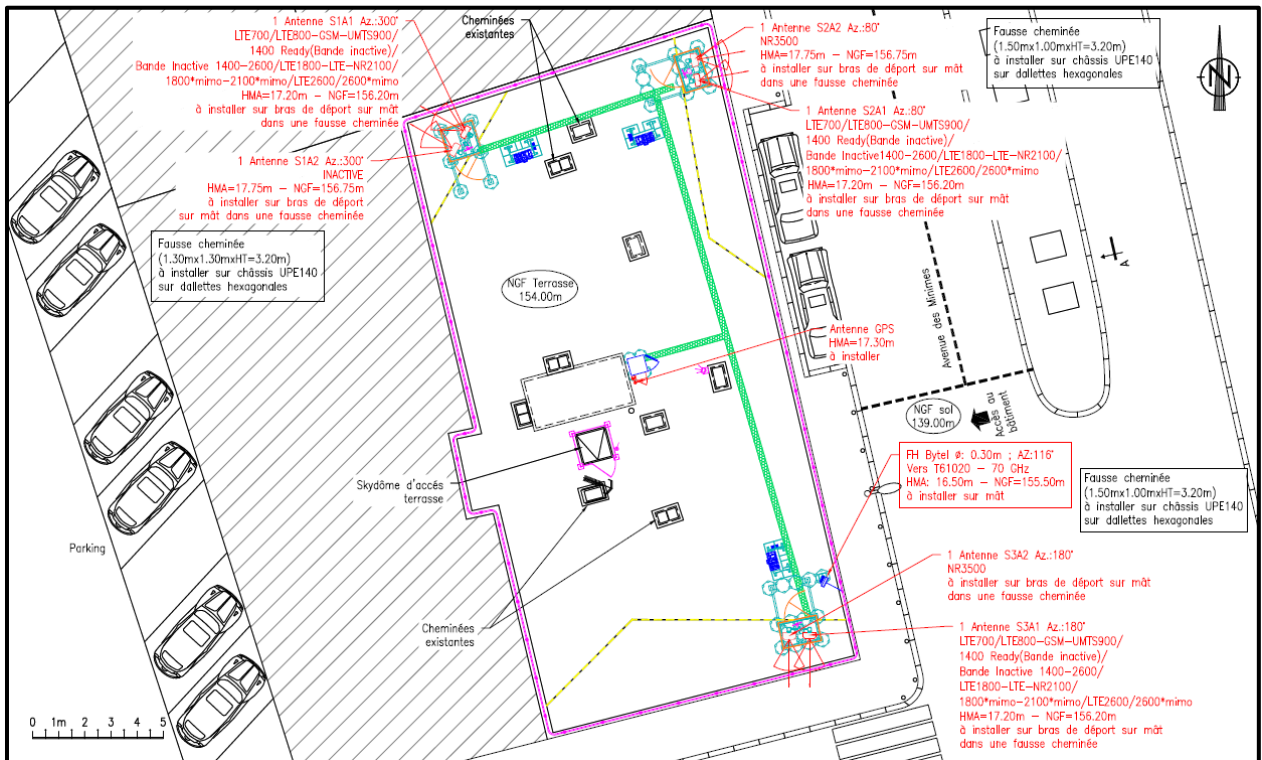 1 Antenne S1A1 Az.:300°
LTE700/LTE800-GSM-UMTS900/
1400 Ready(Bande inactive)/
Bande Inactive 1400-2600/LTE1800-LTE-NR2100/
1800*mimo-2100*mimo/LTE2600/2600*mimo
HMA=17.20m - NGF=156.20m
à installer sur bras de déport sur mât
dans une fausse cheminée
Cheminées
existantes
1 Antenne S2A2 Az.:80°
NR3500
HMA=17.75m - NGF=156.75m
à installer sur bras de déport sur mât
dans une fausse cheminée
Fausse cheminée
(1.50mx1.00mxHT=3.20m)
à installer sur châssis UPE140
sur dallettes hexagonales
N
1 Antenne S2A1 Az.:80°
LTE700/LTE800-GSM-UMTS900/
1400 Ready(Bande inactive)/
Bande Inactive1400-2600/LTE1800-LTE-NR2100/
1800*mimo-2100*mimo/LTE2600/2600*mimo
HMA=17.20m - NGF=156.20m
à installer sur bras de déport sur mât
dans une fausse cheminée
1 Antenne S1A2 Az.:300°
INACTIVE
HMA=17.75m - NGF=156.75m
à installer sur bras de déport
sur mât dans une fausse cheminée
Fausse cheminée
(1.30mx1.30mxHT=3.20m)
à installer sur châssis UPE140
sur dallettes hexagonales
NGF Terrasse
154.00m
A
Avenue des Minimes
Antenne GPS
HMA=17.30m
à installer
NGF sol
139.00m
Accès au
bâtiment
FH Bytel ø: 0.30m ; AZ:116°
Vers T61020 - 70 GHz
HMA: 16.50m - NGF=155.50m
à installer sur mât
Fausse cheminée
(1.50mx1.00mxHT=3.20m)
à installer sur châssis UPE140
sur dallettes hexagonales
Skydôme d'accés
terrasse
Parking
1 Antenne S3A2 Az.:180°
NR3500
à installer sur bras de déport sur mât
dans une fausse cheminée
Cheminées
existantes
1 Antenne S3A1 Az.:180°
LTE700/LTE800-GSM-UMTS900/
1400 Ready(Bande inactive)/
Bande Inactive 1400-2600/
LTE1800-LTE-NR2100/
1800*mimo-2100*mimo/LTE2600/2600*mimo
HMA=17.20m - NGF=156.20m
à installer sur bras de déport sur mât
dans une fausse cheminée
0 1m 2 3 4 5